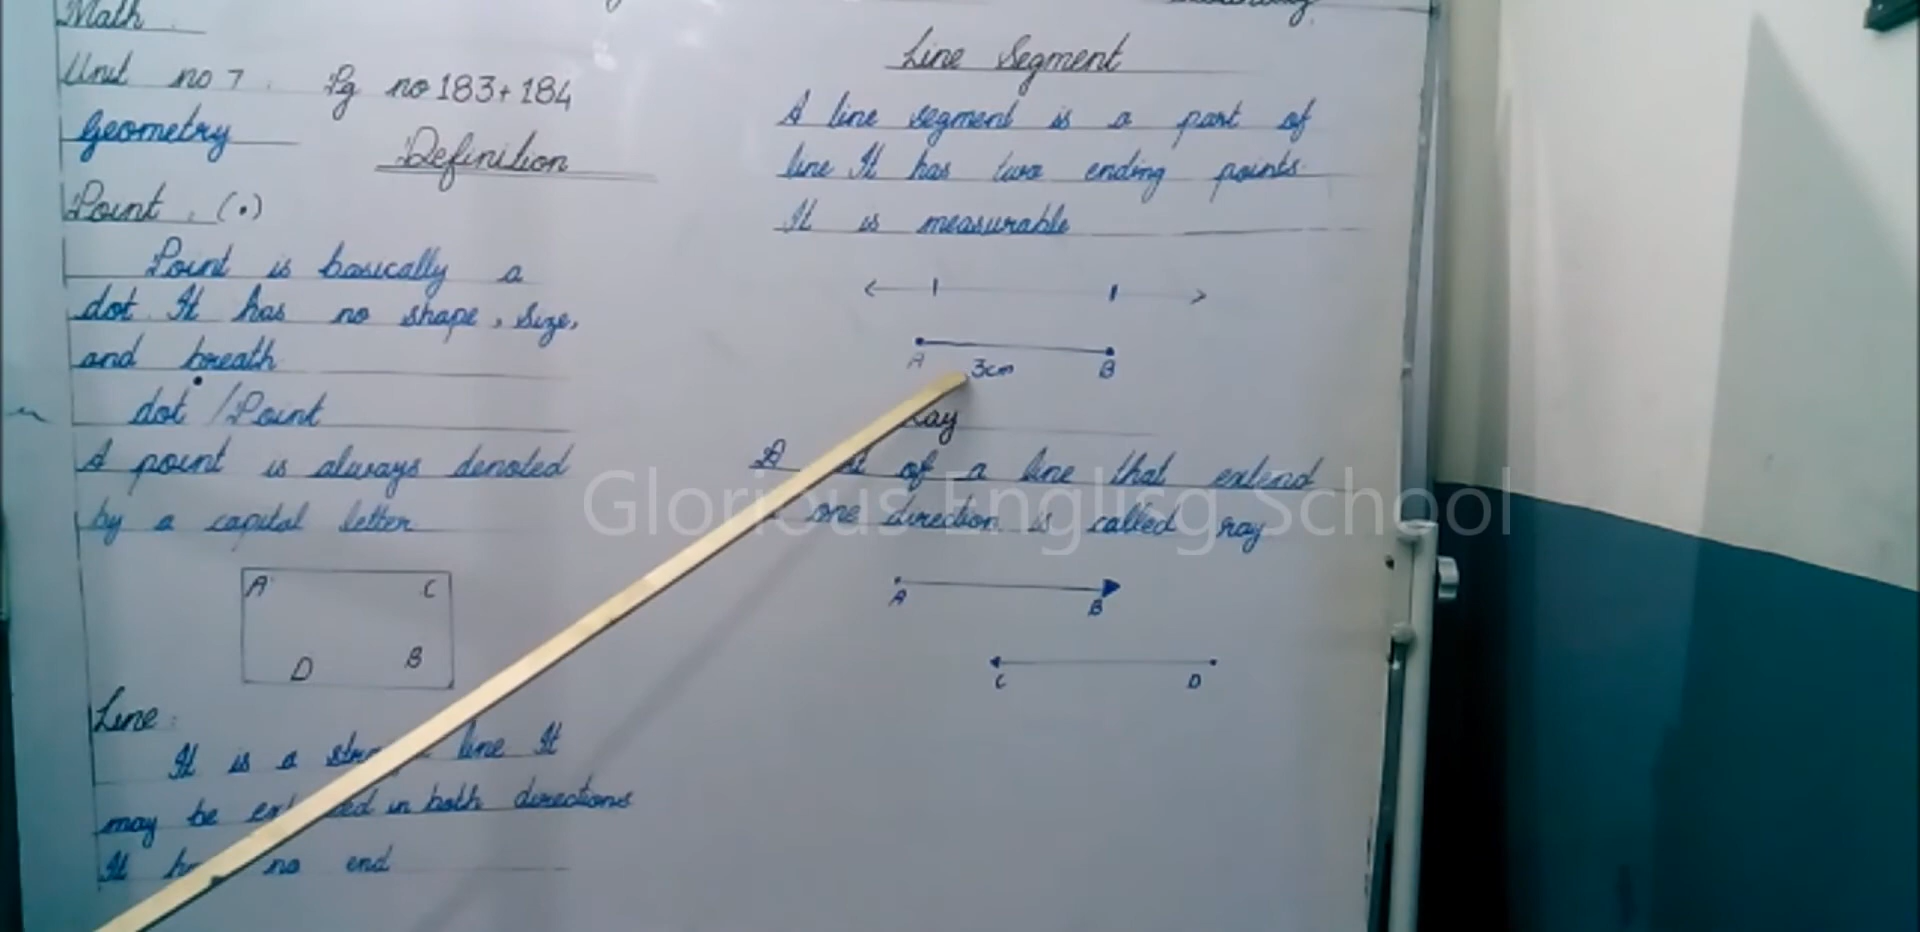 Math
Unit no 7. Pg no 183+184
Geometry
Definition
Point. (.)
Point is basically a
dot. It has no shape, size,
and breath
dot /Point
A point is always denoted
by a capital letter
A C
D B
Line:
It is a line It
may be in both directions
It no end
Line Segment
A line segment is a part of
line It has two ending points.
It is measurable
A 3cm B
of a line that extend
one direction is called ray
A B
C D
Glorious Englisg School